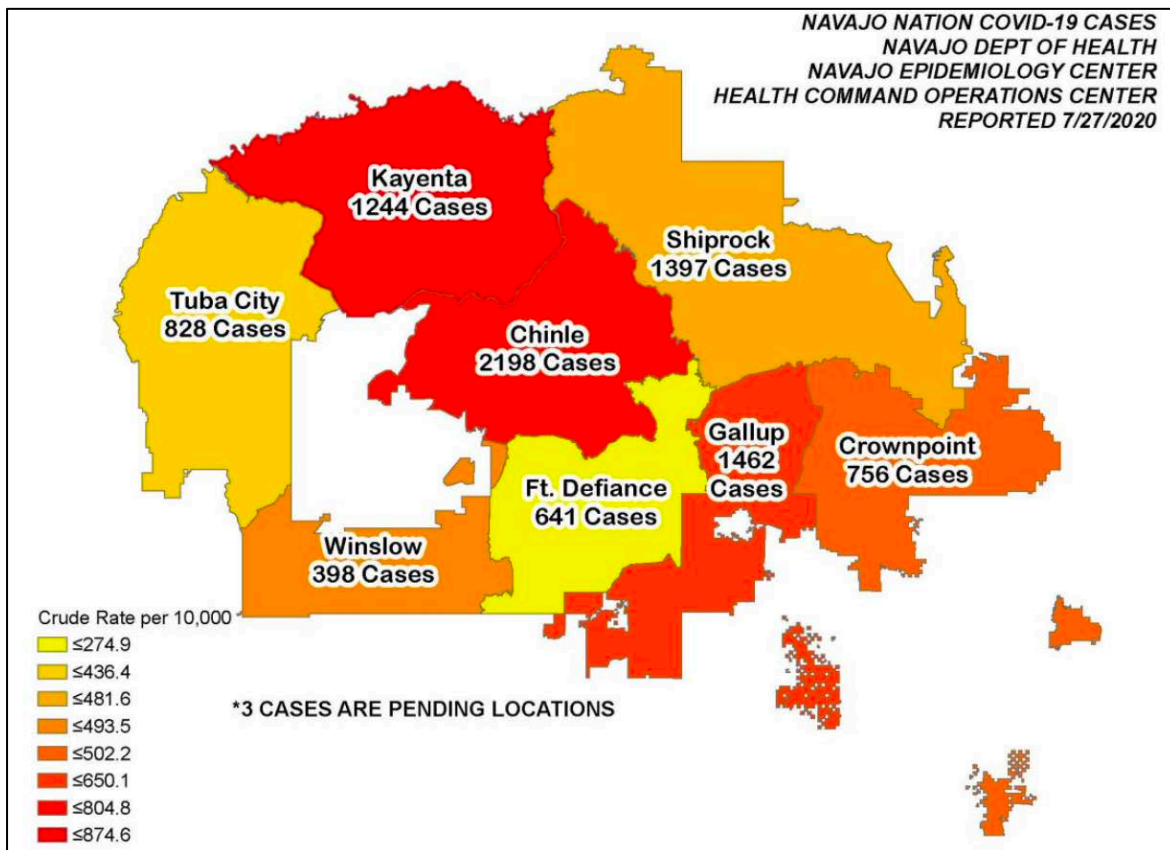 NAVAJO NATION COVID-19 CASES
NAVAJO DEPT OF HEALTH
NAVAJO EPIDEMIOLOGY CENTER
HEALTH COMMAND OPERATIONS CENTER
REPORTED 7/27/2020
Kayenta
1244 Cases
Shiprock
1397 Cases
Tuba City
828 Cases
Chinle
2198 Cases
Gallup
1462
Cases
Crownpoint
756 Cases
Ft. Defiance
641 Cases
Winslow
398 Cases
Crude Rate per 10,000
≤274.9
≤436.4
≤481.6
≤493.5
≤502.2
≤650.1
≤804.8
≤874.6
*3 CASES ARE PENDING LOCATIONS